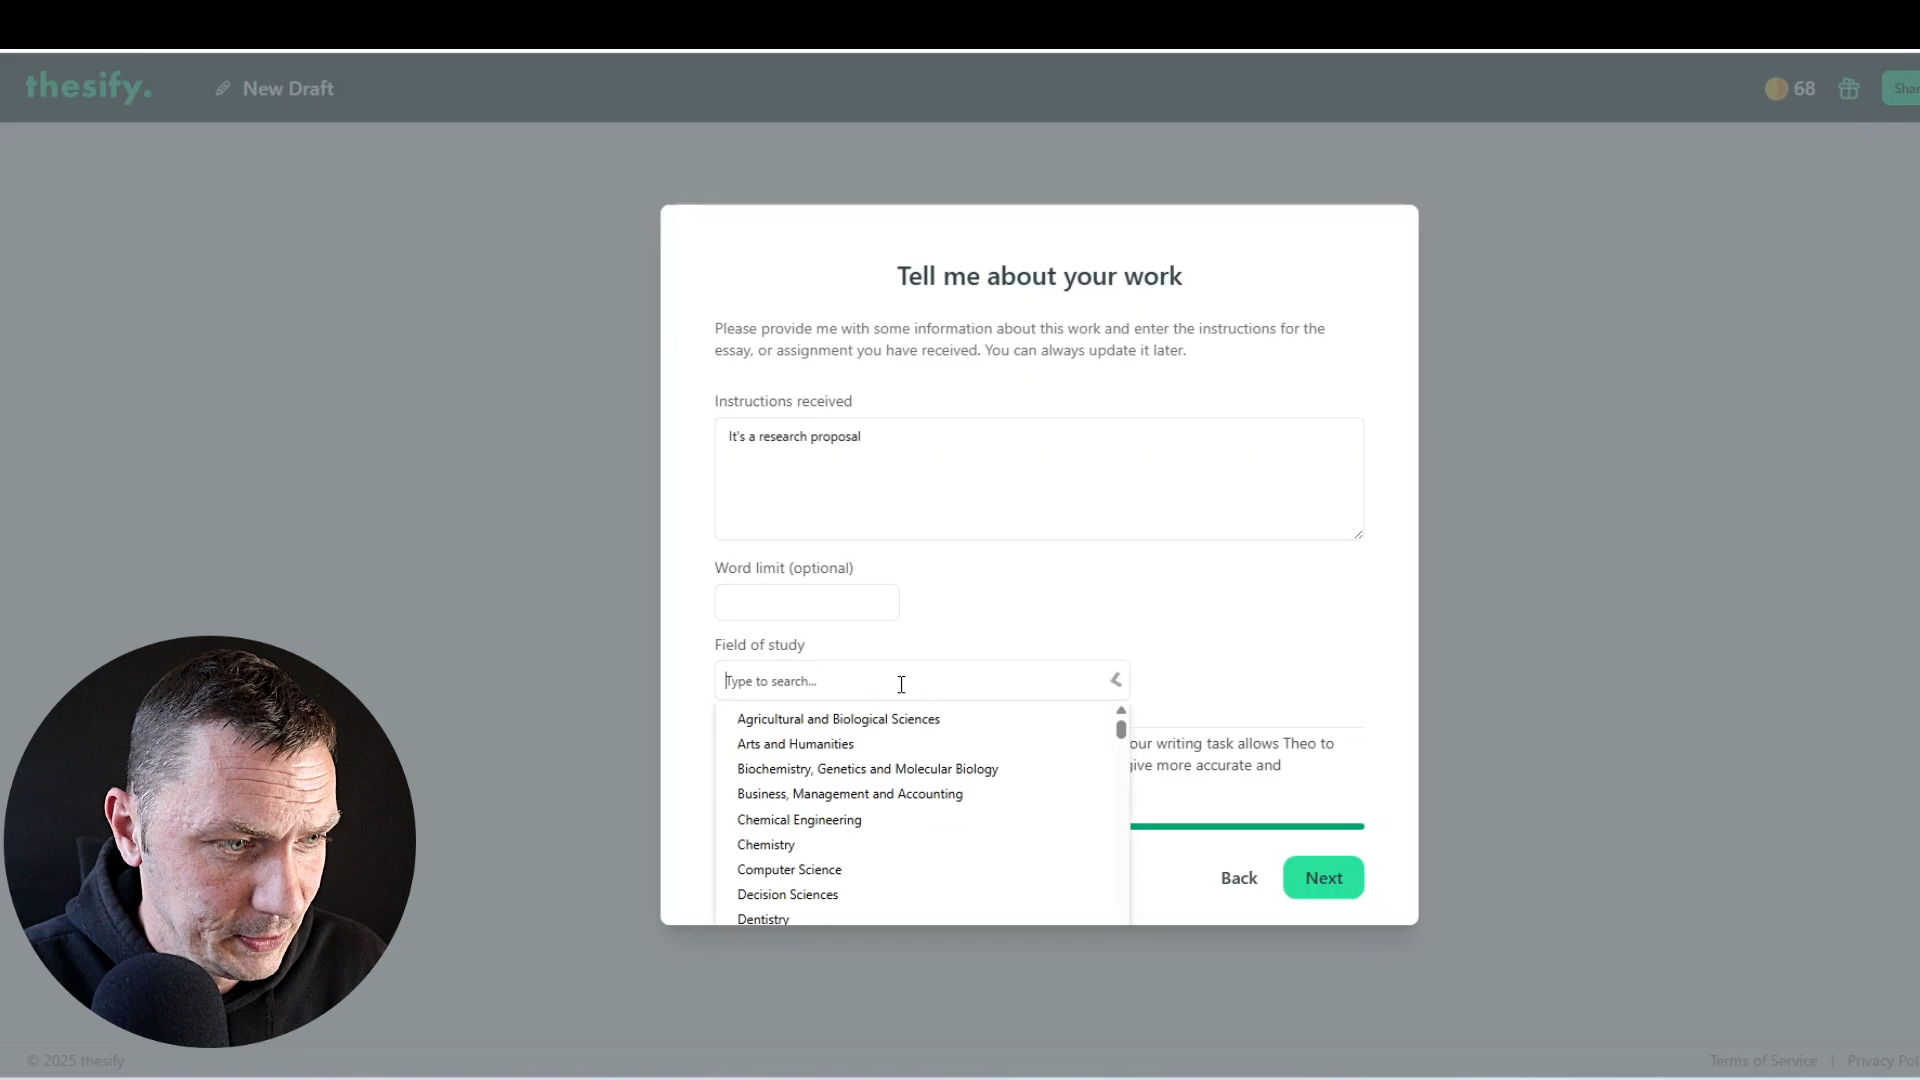 thesify.
New Draft
68
Shar
Tell me about your work
Please provide me with some information about this work and enter the instructions for the
essay, or assignment you have received. You can always update it later.
Instructions received
It's a research proposal
Word limit (optional)
Field of study
Type to search...
Agricultural and Biological Sciences
Arts and Humanities
our writing task allows Theo to
Biochemistry, Genetics and Molecular Biology
give more accurate and
Business, Management and Accounting
Chemical Engineering
Chemistry
Computer Science
Decision Sciences
Dentistry
Back
Next
© 2025 thesify
Terms of Service | Privacy Pol